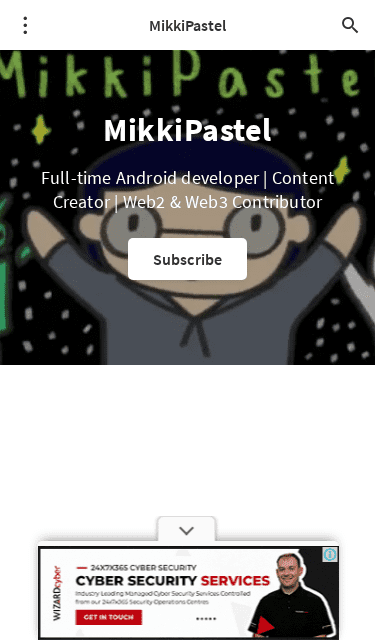 MikkiPastel
MikkiPaste
MikkiPastel
Full-time Android developer | Content
Creator | Web2 & Web3 Contributor
Subscribe
WIZARDcyber
24X7X365 CYBER SECURITY
CYBER SECURITY SERVICES
Industry Leading Managed Cyber Security Services Controlled
from our 24x7x365 Security Operations Centres
GET IN TOUCH